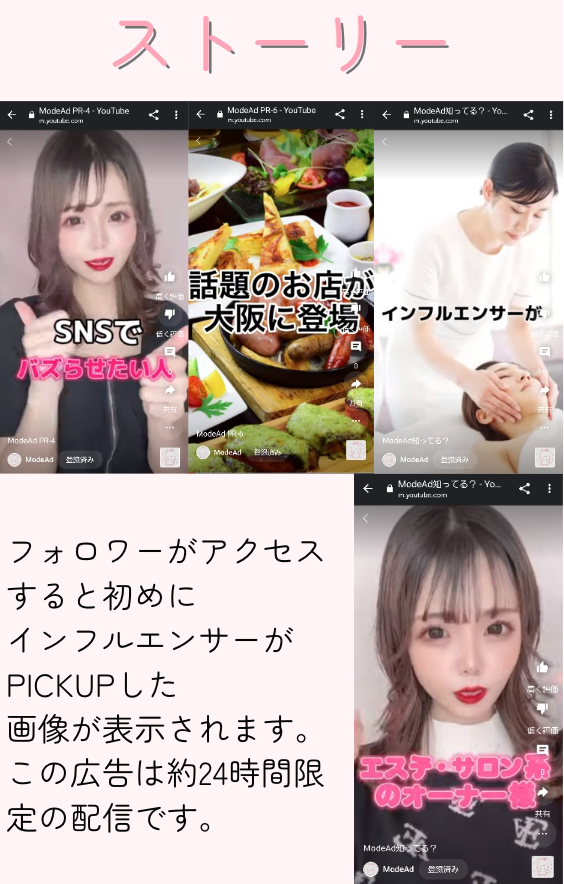 ストーリー
ModeAd PR-4 - YouTube
m.youtube.com
SNSで
バズらせたい人
高く評価
低く評価
共有
ModeAd PR-4
ModeAd 登録済み
ModeAd PR-6 - YouTube
m.youtube.com
話題のお店が
大阪に登場
0
共有
ModeAd PR-6
ModeAd 登録済み
ModeAd知ってる? - Yo...
m.youtube.com
インフルエンサーが
共有
ModeAd知ってる?
ModeAd 登録済み
フォロワーがアクセス
すると初めに
インフルエンサーが
PICKUPした
画像が表示されます。
この広告は約24時間限
定の配信です。
ModeAd知ってる? - Yo...
m.youtube.com
高く評価
低く評価
エステ・サロン系
のオーナー様
共有
ModeAd知ってる?
ModeAd 登録済み